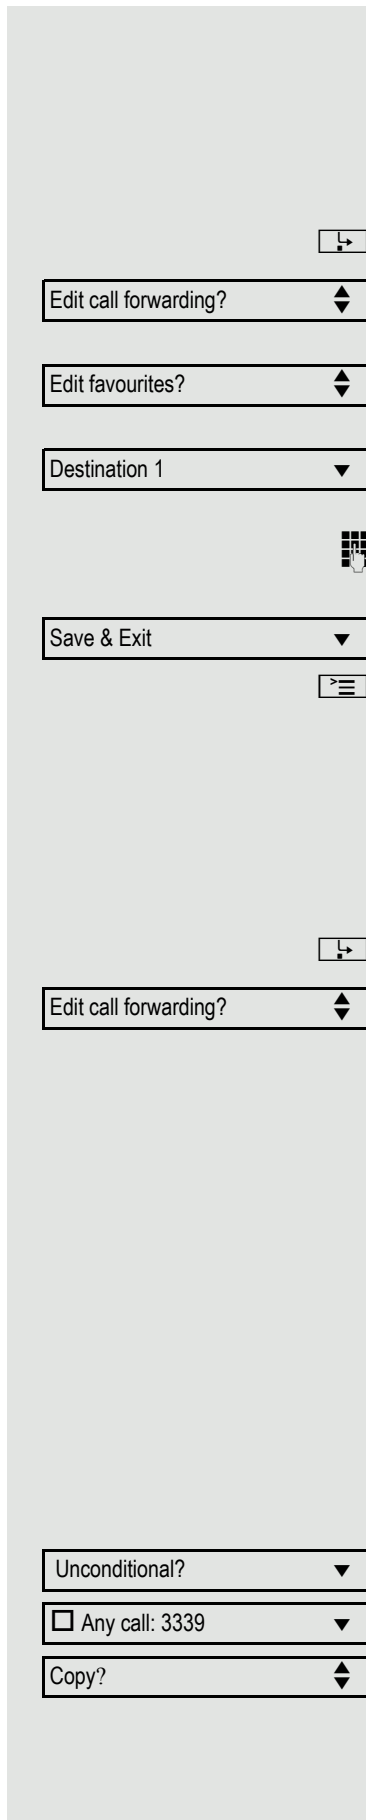 Edit call forwarding?
Edit favourites?
Destination 1
Save & Exit
Edit call forwarding?
Unconditional?
Any call: 3339
Copy?